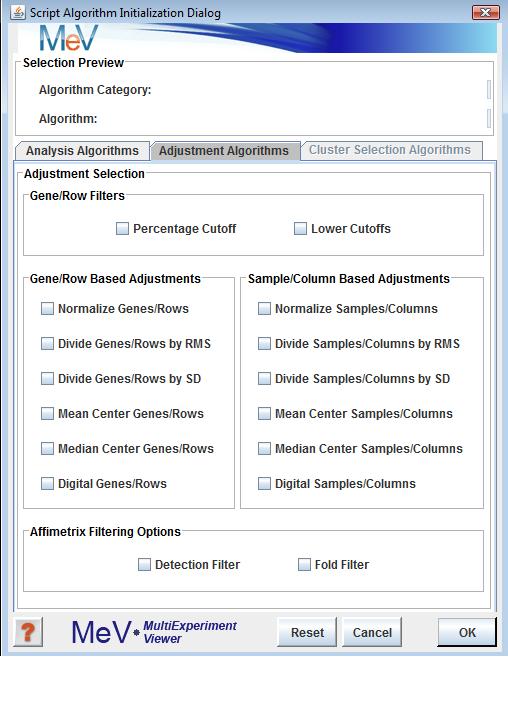 Script Algorithm Initialization Dialog
MeV
Selection Preview
Algorithm Category:
Algorithm:
Analysis Algorithms
Adjustment Algorithms
Cluster Selection Algorithms
Adjustment Selection
Gene/Row Filters
Percentage Cutoff
Lower Cutoffs
Gene/Row Based Adjustments
Normalize Genes/Rows
Divide Genes/Rows by RMS
Divide Genes/Rows by SD
Mean Center Genes/Rows
Median Center Genes/Rows
Digital Genes/Rows
Sample/Column Based Adjustments
Normalize Samples/Columns
Divide Samples/Columns by RMS
Divide Samples/Columns by SD
Mean Center Samples/Columns
Median Center Samples/Columns
Digital Samples/Columns
Affimetrix Filtering Options
Detection Filter
Fold Filter
?
MeV
MultiExperiment
Viewer
Reset
Cancel
OK